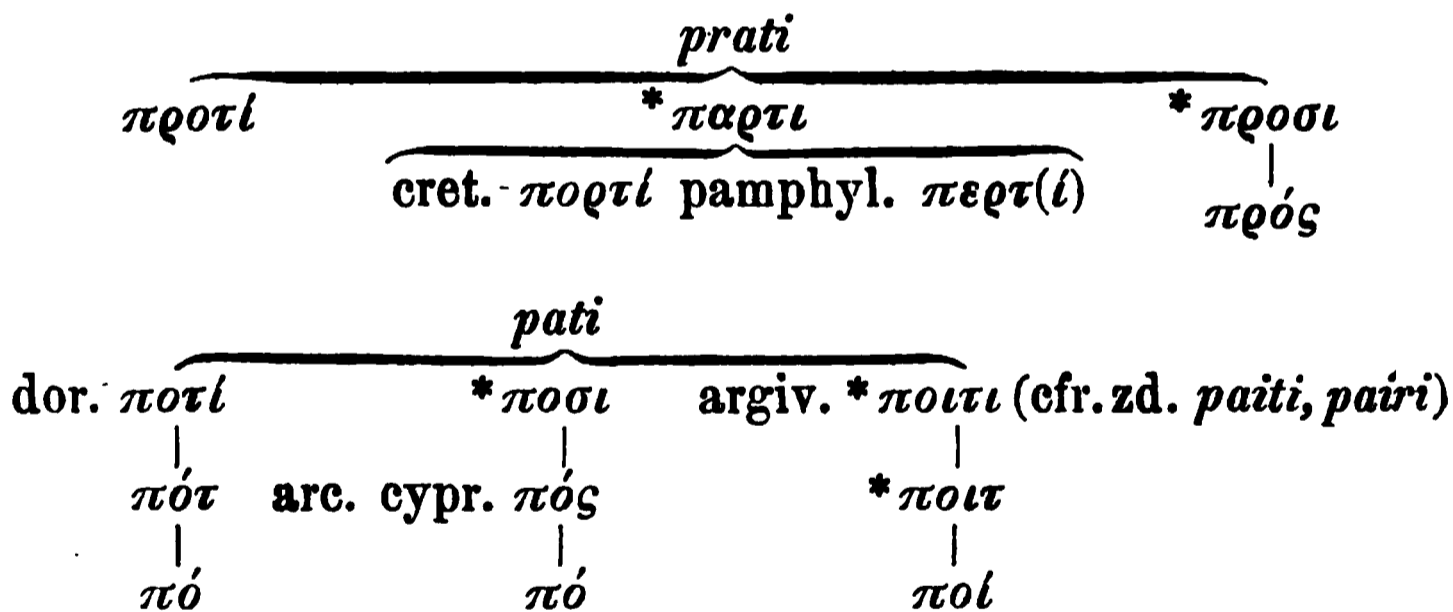 prati
προτί *παρτι *προσι
cret. πορτί pamphyl. περτ(ί)
πρός
pati
dor. ποτί *ποσι argiv. *ποιτι (cfr. zd. paiti, pairi)
πότ arc. cypr. πός *ποιτ
πό πό ποί